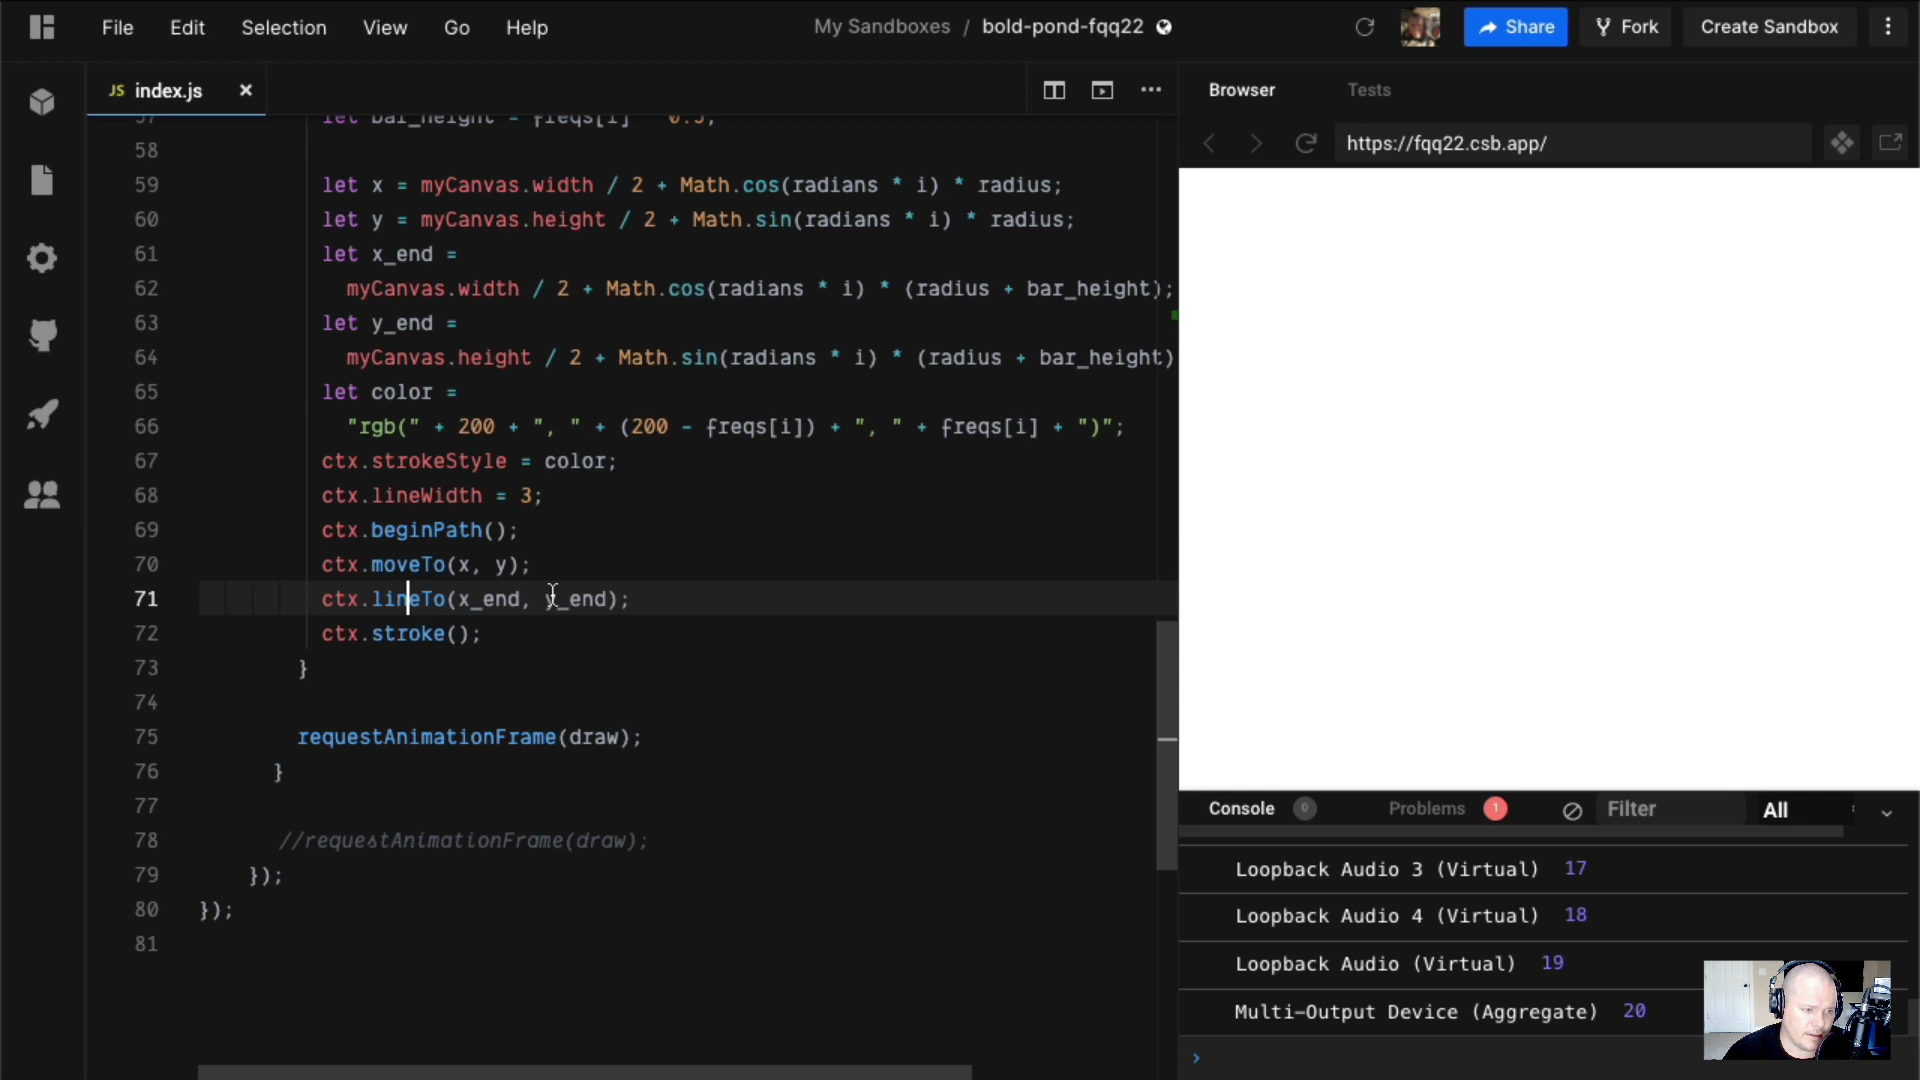 File Edit Selection View Go Help
My Sandboxes / bold-pond-fqq22
Share Fork Create Sandbox
JS index.js
Browser Tests
https://fqq22.csb.app/
57 let bar_height = freqs[i] * 0.5;
58
59 let x = myCanvas.width / 2 + Math.cos(radians * i) * radius;
60 let y = myCanvas.height / 2 + Math.sin(radians * i) * radius;
61 let x_end =
62 myCanvas.width / 2 + Math.cos(radians * i) * (radius + bar_height);
63 let y_end =
64 myCanvas.height / 2 + Math.sin(radians * i) * (radius + bar_height)
65 let color =
66 "rgb(" + 200 + ", " + (200 - freqs[i]) + ", " + freqs[i] + ")";
67 ctx.strokeStyle = color;
68 ctx.lineWidth = 3;
69 ctx.beginPath();
70 ctx.moveTo(x, y);
71 ctx.lineTo(x_end, y_end);
72 ctx.stroke();
73 }
74
75 requestAnimationFrame(draw);
76 }
77
78 //requestAnimationFrame(draw);
79 });
80 });
81
Console 0 Problems 1 Filter All
Loopback Audio 3 (Virtual) 17
Loopback Audio 4 (Virtual) 18
Loopback Audio (Virtual) 19
Multi-Output Device (Aggregate) 20